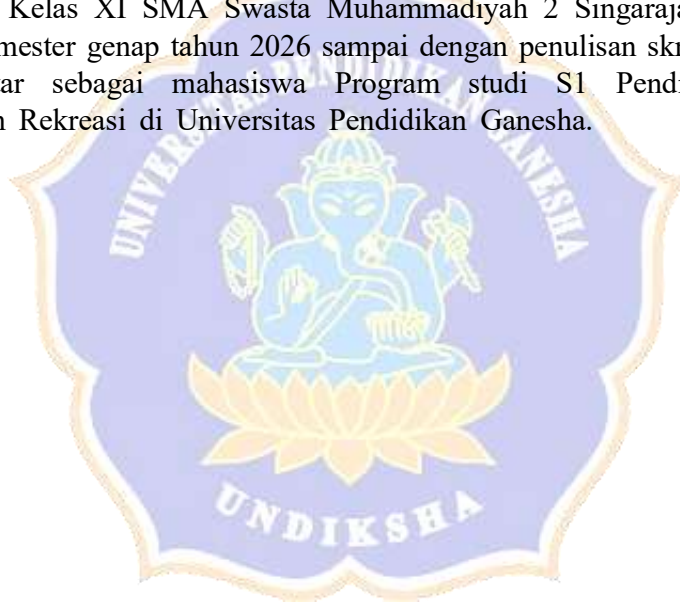 Kelas XI SMA Swasta Muhammadiyah 2 Singaraja
mester genap tahun 2026 sampai dengan penulisan skr
tar sebagai mahasiswa Program studi S1 Pendi
n Rekreasi di Universitas Pendidikan Ganesha.
UNIVERSITAS PENDIDIKAN GANESHA
UNDIKSHA